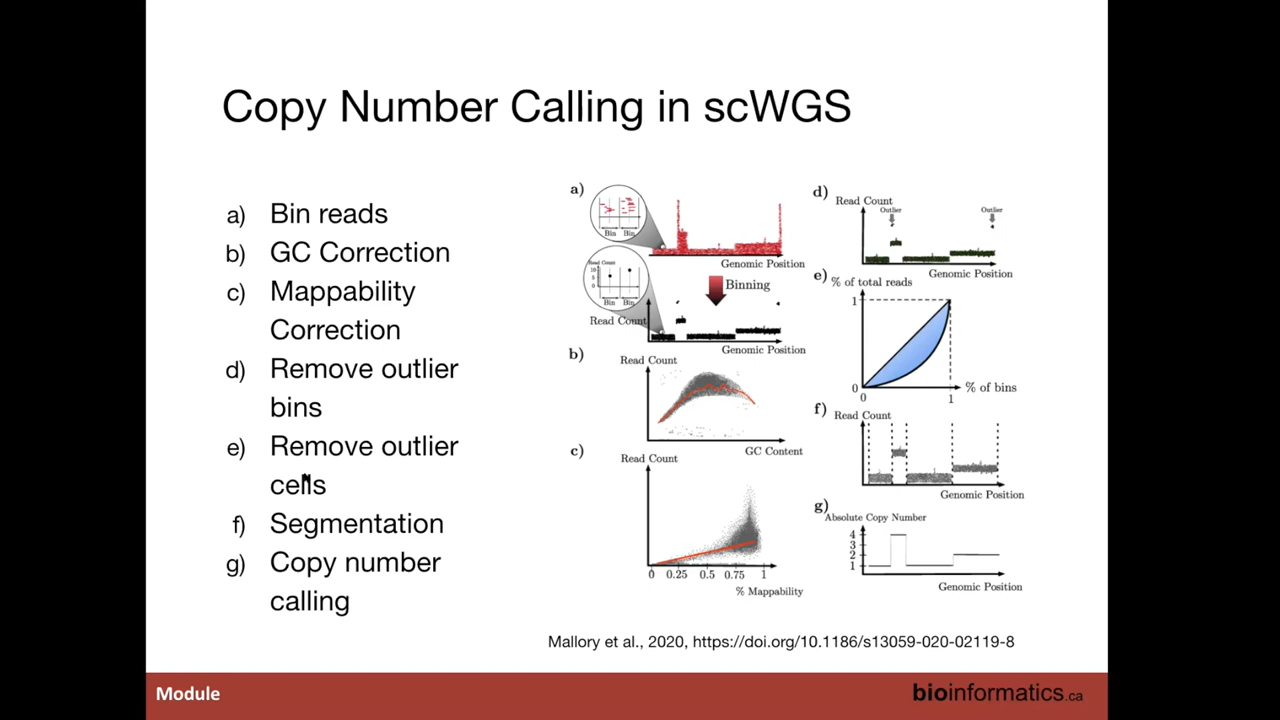 Copy Number Calling in scWGS
a) Bin reads
b) GC Correction
c) Mappability
Correction
d) Remove outlier
bins
e) Remove outlier
cells
f) Segmentation
g) Copy number
calling
a)
Bin Bin
Genomic Position
Read Count
10
5
0
Bin Bin
Binning
Read Count
Genomic Position
b)
Read Count
GC Content
c)
Read Count
0 0.25 0.5 0.75 1
% Mappability
d)
Read Count
Outlier Outlier
Genomic Position
e) % of total reads
1
0
% of bins
0 1
f)
Read Count
Genomic Position
g)
Absolute Copy Number
4
3
2
1
Genomic Position
Mallory et al., 2020, https://doi.org/10.1186/s13059-020-02119-8
Module
bioinformatics.ca